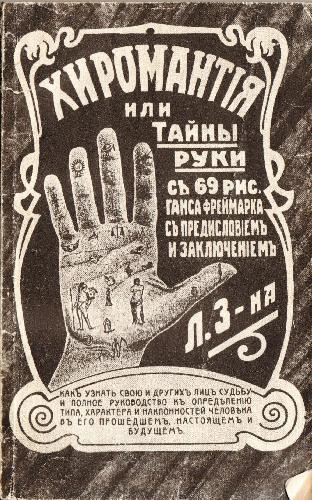 ХИРОМАНТІЯ
ИЛИ
ТАЙНЫ
РУКИ
СЪ 69 РИС.
ГАНСА ФРЕЙМАРКА
СЪ ПРЕДИСЛОВІЕМЪ
И ЗАКЛЮЧЕНІЕМЪ
Л. З-НА
КАКЪ УЗНАТЬ СВОЮ И ДРУГИХЪ ЛИЦЪ СУДЬБУ
И ПОЛНОЕ РУКОВОДСТВО КЪ ОПРЕДѢЛЕНІЮ
ТИПА, ХАРАКТЕРА И НАКЛОННОСТЕЙ ЧЕЛОВѢКА
ВЪ ЕГО ПРОШЕДШЕМЪ, НАСТОЯЩЕМЪ И
БУДУЩЕМЪ